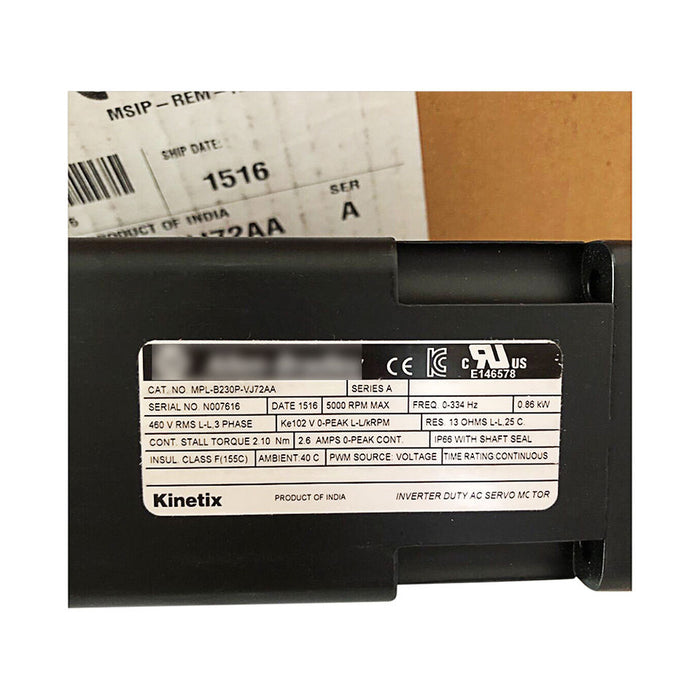 MSIP-REM-
SHIP DATE:
1516
PRODUCT OF INDIA
SER
A
J72AA
CE
c UR US
E146578
CAT. NO. MPL-B230P-VJ72AA SERIES A
SERIAL NO. N007616 DATE 1516 5000 RPM MAX FREQ. 0-334 Hz 0.86 kW
460 V RMS L-L,3 PHASE Ke102 V 0-PEAK L-L/kRPM RES. 13 OHMS L-L,25 C.
CONT. STALL TORQUE 2.10 Nm 2.6 AMPS 0-PEAK CONT. IP66 WITH SHAFT SEAL
INSUL. CLASS F(155C) AMBIENT 40 C PWM SOURCE: VOLTAGE TIME RATING:CONTINUOUS
Kinetix PRODUCT OF INDIA INVERTER DUTY AC SERVO MOTOR